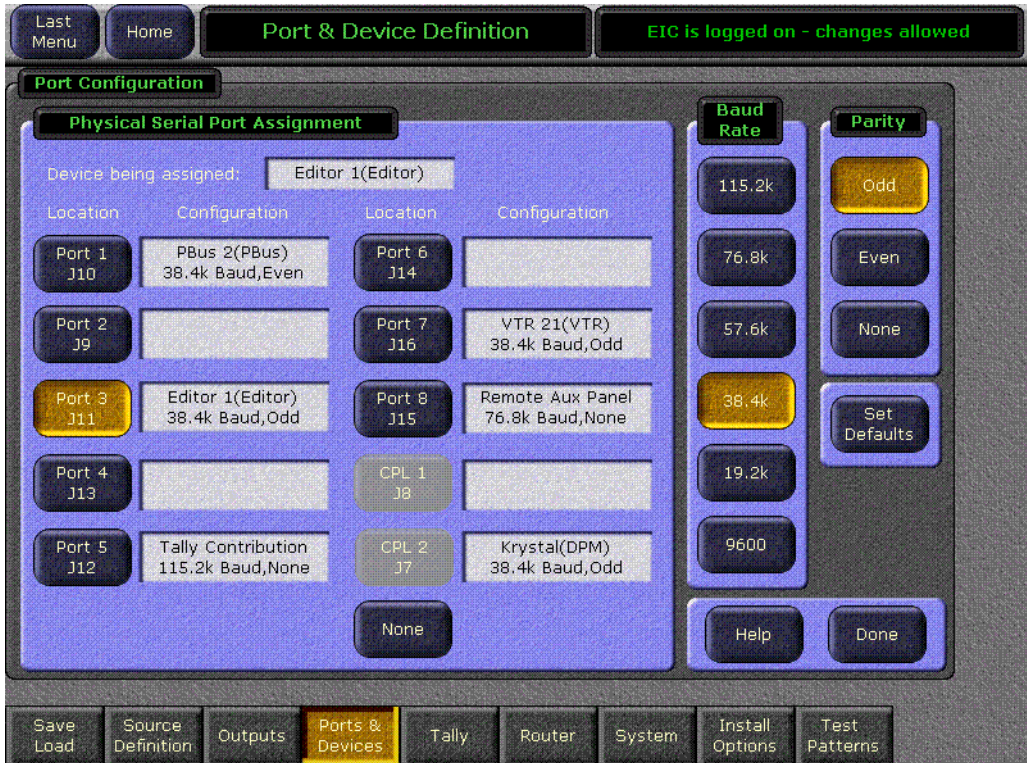 Last
Menu
Home
Port & Device Definition
EIC is logged on - changes allowed
Port Configuration
Physical Serial Port Assignment
Device being assigned:
Editor 1(Editor)
Location
Configuration
Location
Configuration
Port 1
J10
PBus 2(PBus)
38.4k Baud,Even
Port 6
J14
Port 2
J9
Port 7
J16
VTR 21(VTR)
38.4k Baud,Odd
Port 3
J11
Editor 1(Editor)
38.4k Baud,Odd
Port 8
J15
Remote Aux Panel
76.8k Baud,None
Port 4
J13
CPL 1
J8
Port 5
J12
Tally Contribution
115.2k Baud,None
CPL 2
J7
Krystal(DPM)
38.4k Baud,Odd
None
Baud
Rate
115.2k
76.8k
57.6k
38.4k
19.2k
9600
Parity
Odd
Even
None
Set
Defaults
Help
Done
Save
Load
Source
Definition
Outputs
Ports &
Devices
Tally
Router
System
Install
Options
Test
Patterns